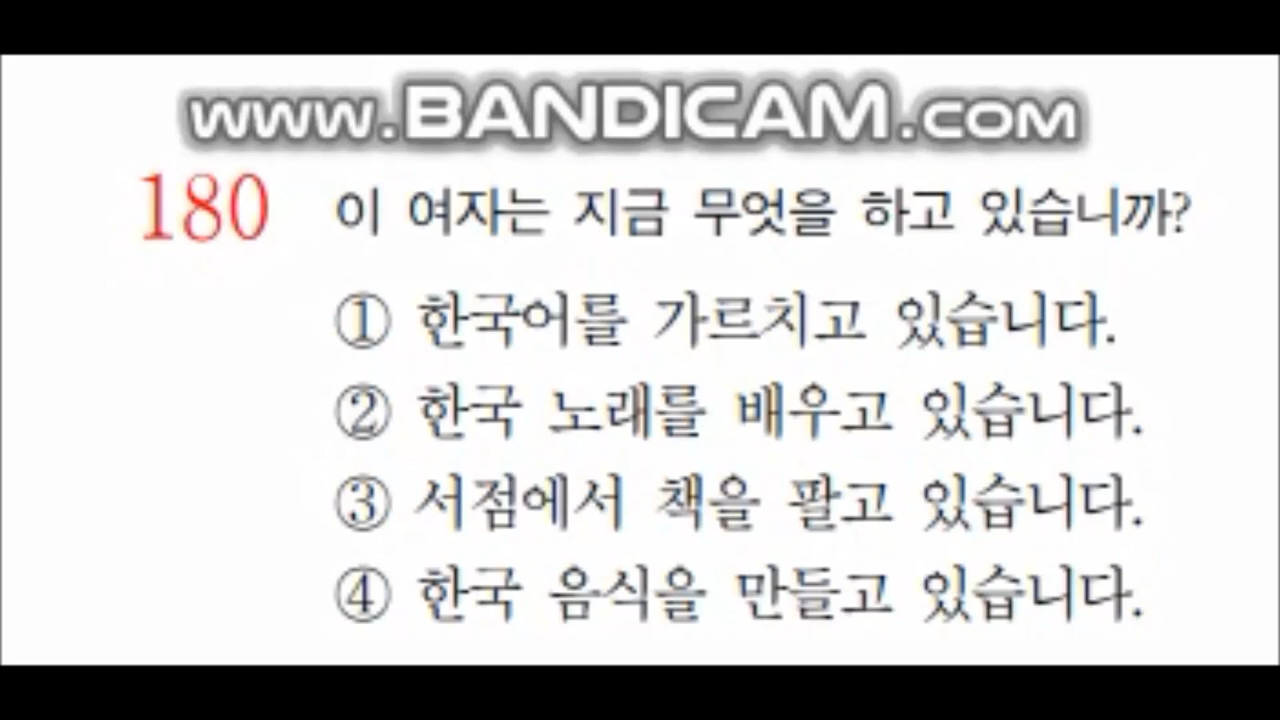 www.BANDICAM.com
180 이 여자는 지금 무엇을 하고 있습니까?
① 한국어를 가르치고 있습니다.
② 한국 노래를 배우고 있습니다.
③ 서점에서 책을 팔고 있습니다.
④ 한국 음식을 만들고 있습니다.